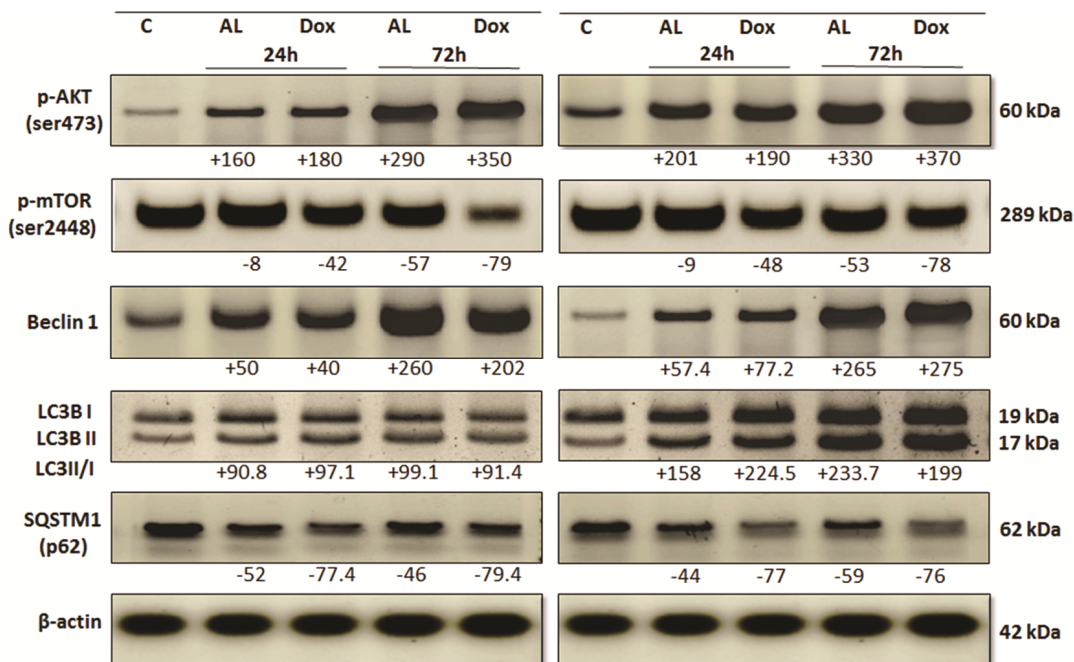 C AL Dox AL Dox C AL Dox AL Dox
24h 72h 24h 72h
p-AKT
(ser473) 60 kDa
+160 +180 +290 +350 +201 +190 +330 +370
p-mTOR
(ser2448) 289 kDa
-8 -42 -57 -79 -9 -48 -53 -78
Beclin 1 60 kDa
+50 +40 +260 +202 +57.4 +77.2 +265 +275
LC3B I 19 kDa
LC3B II 17 kDa
LC3II/I +90.8 +97.1 +99.1 +91.4 +158 +224.5 +233.7 +199
SQSTM1
(p62) 62 kDa
-52 -77.4 -46 -79.4 -44 -77 -59 -76
β-actin 42 kDa